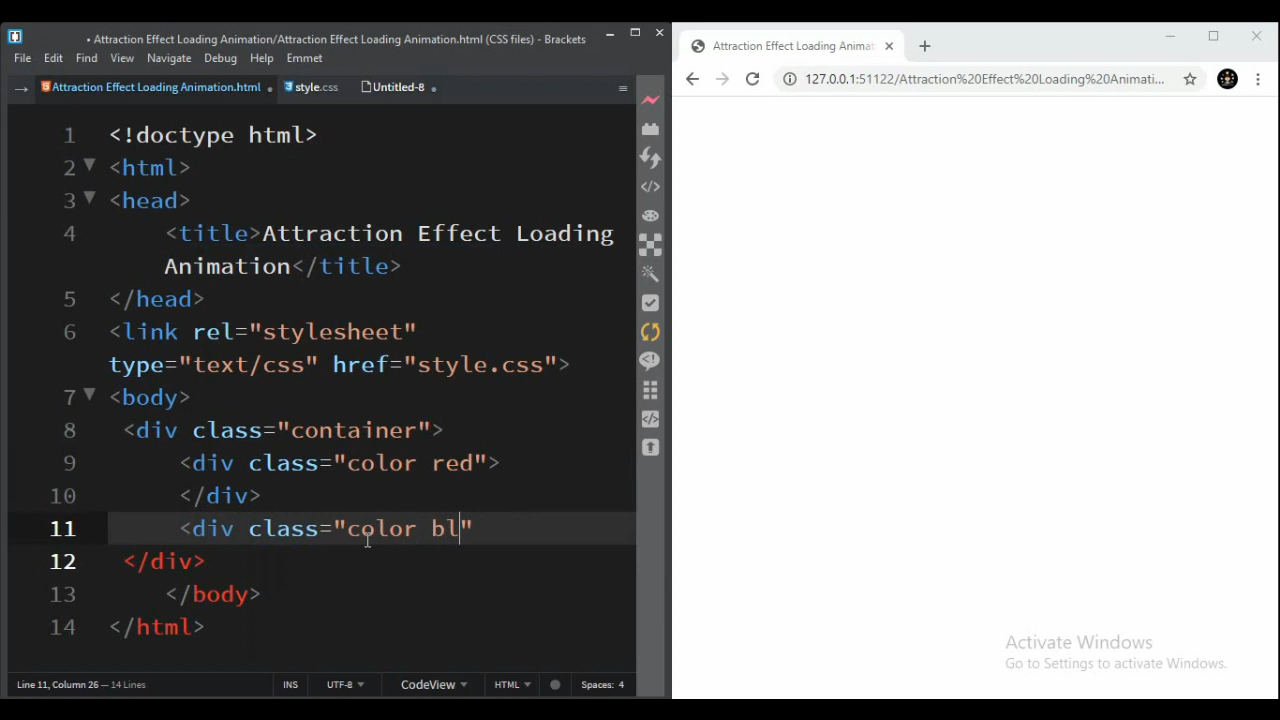 • Attraction Effect Loading Animation/Attraction Effect Loading Animation.html (CSS files) - Brackets
File Edit Find View Navigate Debug Help Emmet
Attraction Effect Loading Animation.html • style.css Untitled-8 •
1 <!doctype html>
2 <html>
3 <head>
4 <title>Attraction Effect Loading
Animation</title>
5 </head>
6 <link rel="stylesheet"
type="text/css" href="style.css">
7 <body>
8 <div class="container">
9 <div class="color red">
10 </div>
11 <div class="color bl"
12 </div>
13 </body>
14 </html>
Line 11, Column 26 — 14 Lines INS UTF-8 CodeView HTML Spaces: 4
Attraction Effect Loading Animat
127.0.0.1:51122/Attraction%20Effect%20Loading%20Animati...
Activate Windows
Go to Settings to activate Windows.